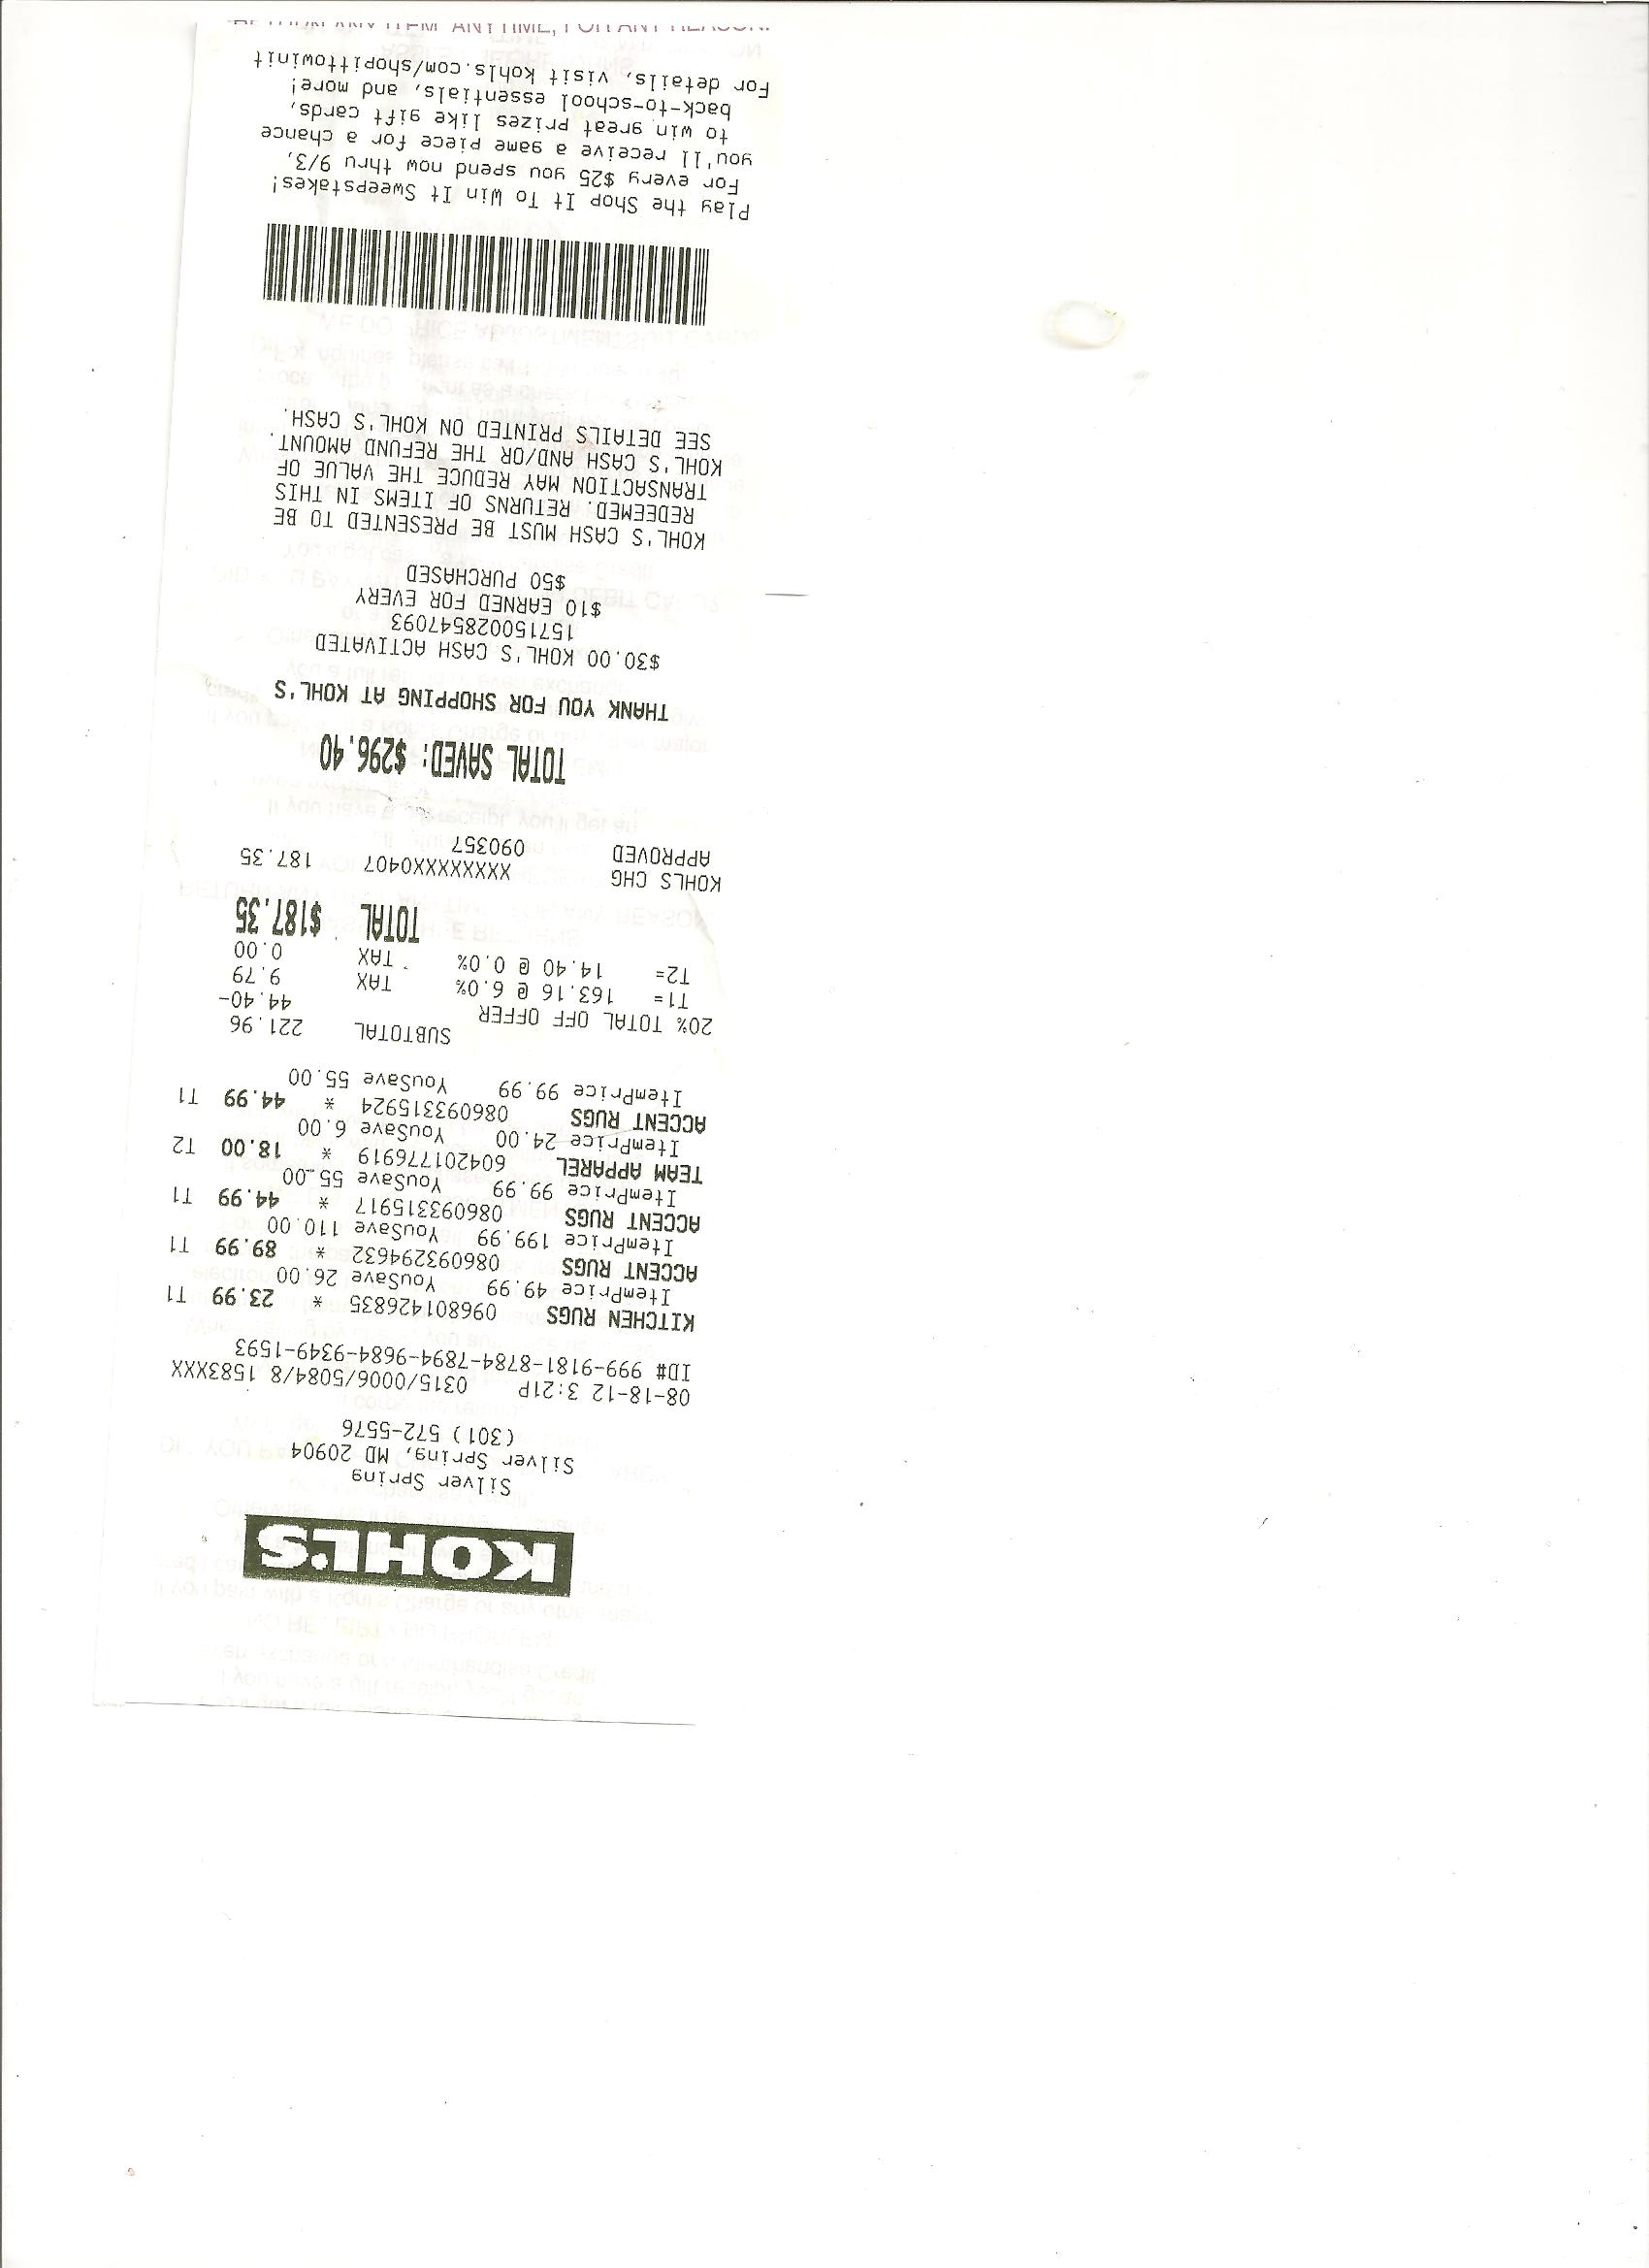 KOHL'S
Silver Spring
Silver Spring, MD 20904
(301) 572-5576
08-18-12 3:21P 0315/0006/5084/8 1583XXX
ID# 999-9181-8784-7894-9684-9349-1593
KITCHEN RUGS 096801426835 * 23.99 T1
ItemPrice 49.99 YouSave 26.00
ACCENT RUGS 086093294632 * 89.99 T1
ItemPrice 199.99 YouSave 110.00
ACCENT RUGS 086093315917 * 44.99 T1
ItemPrice 99.99 YouSave 55.00
TEAM APPAREL 604201776919 * 18.00 T2
ItemPrice 24.00 YouSave 6.00
ACCENT RUGS 086093315924 * 44.99 T1
ItemPrice 99.99 YouSave 55.00
SUBTOTAL 221.96
20% TOTAL OFF OFFER 44.40-
T1= 163.16 @ 6.0% TAX 9.79
T2= 14.40 @ 0.0% TAX 0.00
TOTAL $187.35
KOHLS CHG XXXXXXXX0407 187.35
APPROVED 090357
TOTAL SAVED: $296.40
THANK YOU FOR SHOPPING AT KOHL'S
$30.00 KOHL'S CASH ACTIVATED
157150028547093
$10 EARNED FOR EVERY
$50 PURCHASED
KOHL'S CASH MUST BE PRESENTED TO BE
REDEEMED. RETURNS OF ITEMS IN THIS
TRANSACTION MAY REDUCE THE VALUE OF
KOHL'S CASH AND/OR THE REFUND AMOUNT.
SEE DETAILS PRINTED ON KOHL'S CASH.
Play the Shop It To Win It Sweepstakes!
For every $25 you spend now thru 9/3,
you'll receive a game piece for a chance
to win great prizes like gift cards,
back-to-school essentials, and more!
For details, visit kohls.com/shopittowinit